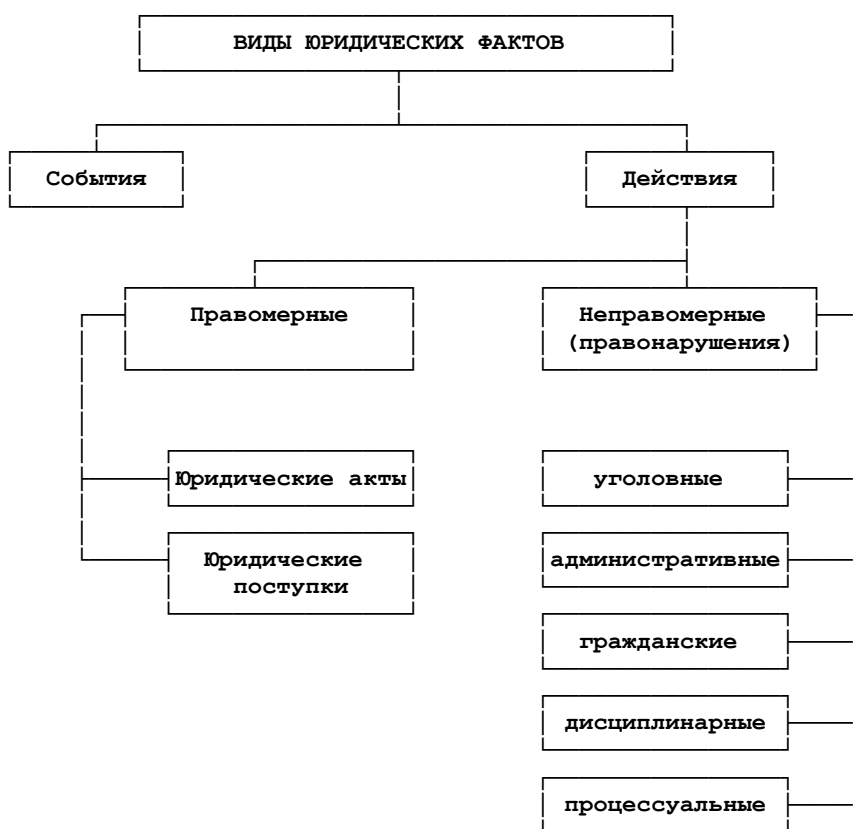 ВИДЫ ЮРИДИЧЕСКИХ ФАКТОВ
События
Действия
Правомерные
Неправомерные
(правонарушения)
Юридические акты
уголовные
Юридические
поступки
административные
гражданские
дисциплинарные
процессуальные